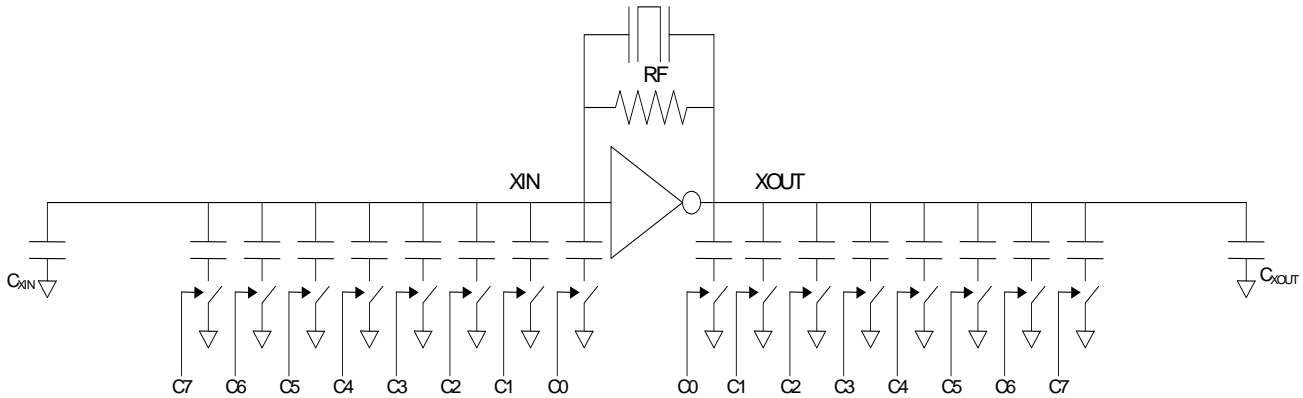 RF
XIN XOUT
CXIN CXOUT
C7 C6 C5 C4 C3 C2 C1 C0 C0 C1 C2 C3 C4 C5 C6 C7